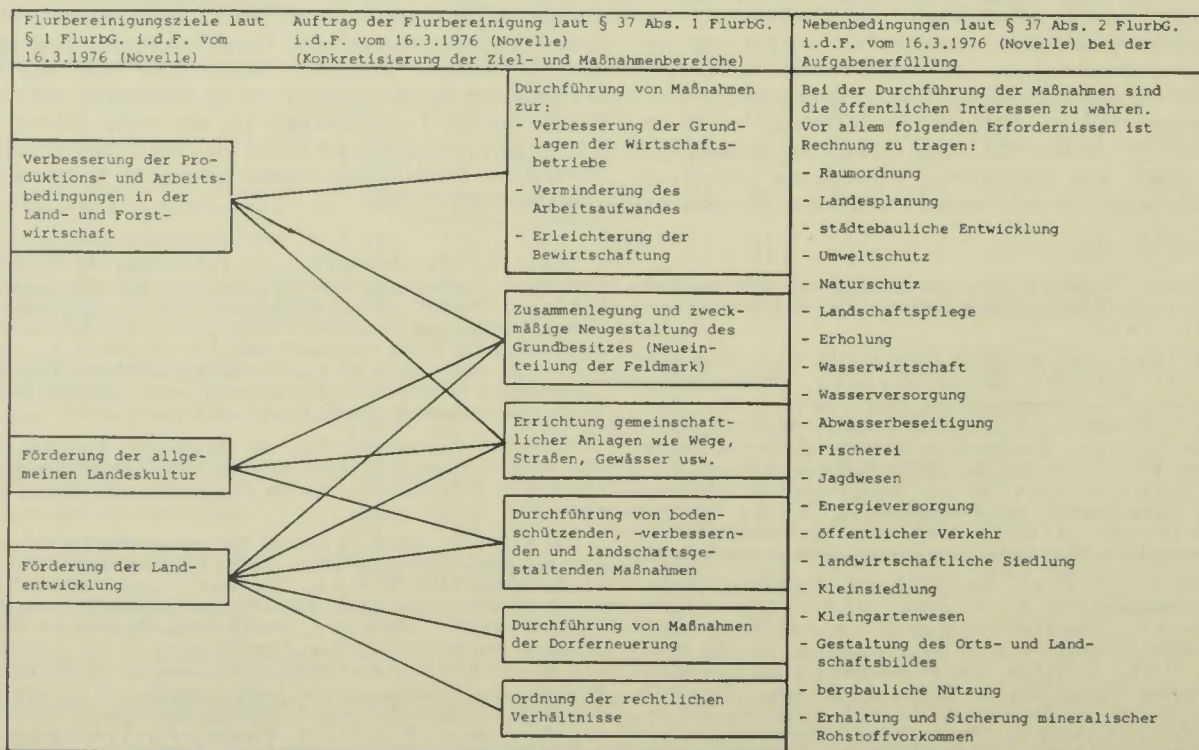 Flurbereinigungsziele laut
§ 1 FlurbG. i.d.F. vom
16.3.1976 (Novelle)
Auftrag der Flurbereinigung laut § 37 Abs. 1 FlurbG.
i.d.F. vom 16.3.1976 (Novelle)
(Konkretisierung der Ziel- und Maßnahmenbereiche)
Nebenbedingungen laut § 37 Abs. 2 FlurbG.
i.d.F. vom 16.3.1976 (Novelle) bei der
Aufgabenerfüllung
Verbesserung der Pro-
duktions- und Arbeits-
bedingungen in der
Land- und Forst-
wirtschaft
Förderung der allge-
meinen Landeskultur
Förderung der Land-
entwicklung
Durchführung von Maßnahmen
zur:
- Verbesserung der Grund-
lagen der Wirtschafts-
betriebe
- Verminderung des
Arbeitsaufwandes
- Erleichterung der
Bewirtschaftung
Zusammenlegung und zweck-
mäßige Neugestaltung des
Grundbesitzes (Neuein-
teilung der Feldmark)
Errichtung gemeinschaft-
licher Anlagen wie Wege,
Straßen, Gewässer usw.
Durchführung von boden-
schützenden, -verbessern-
den und landschaftsge-
staltenden Maßnahmen
Durchführung von Maßnahmen
der Dorferneuerung
Ordnung der rechtlichen
Verhältnisse
Bei der Durchführung der Maßnahmen sind
die öffentlichen Interessen zu wahren.
Vor allem folgenden Erfordernissen ist
Rechnung zu tragen:
- Raumordnung
- Landesplanung
- städtebauliche Entwicklung
- Umweltschutz
- Naturschutz
- Landschaftspflege
- Erholung
- Wasserwirtschaft
- Wasserversorgung
- Abwasserbeseitigung
- Fischerei
- Jagdwesen
- Energieversorgung
- öffentlicher Verkehr
- landwirtschaftliche Siedlung
- Kleinsiedlung
- Kleingartenwesen
- Gestaltung des Orts- und Land-
schaftsbildes
- bergbauliche Nutzung
- Erhaltung und Sicherung mineralischer
Rohstoffvorkommen